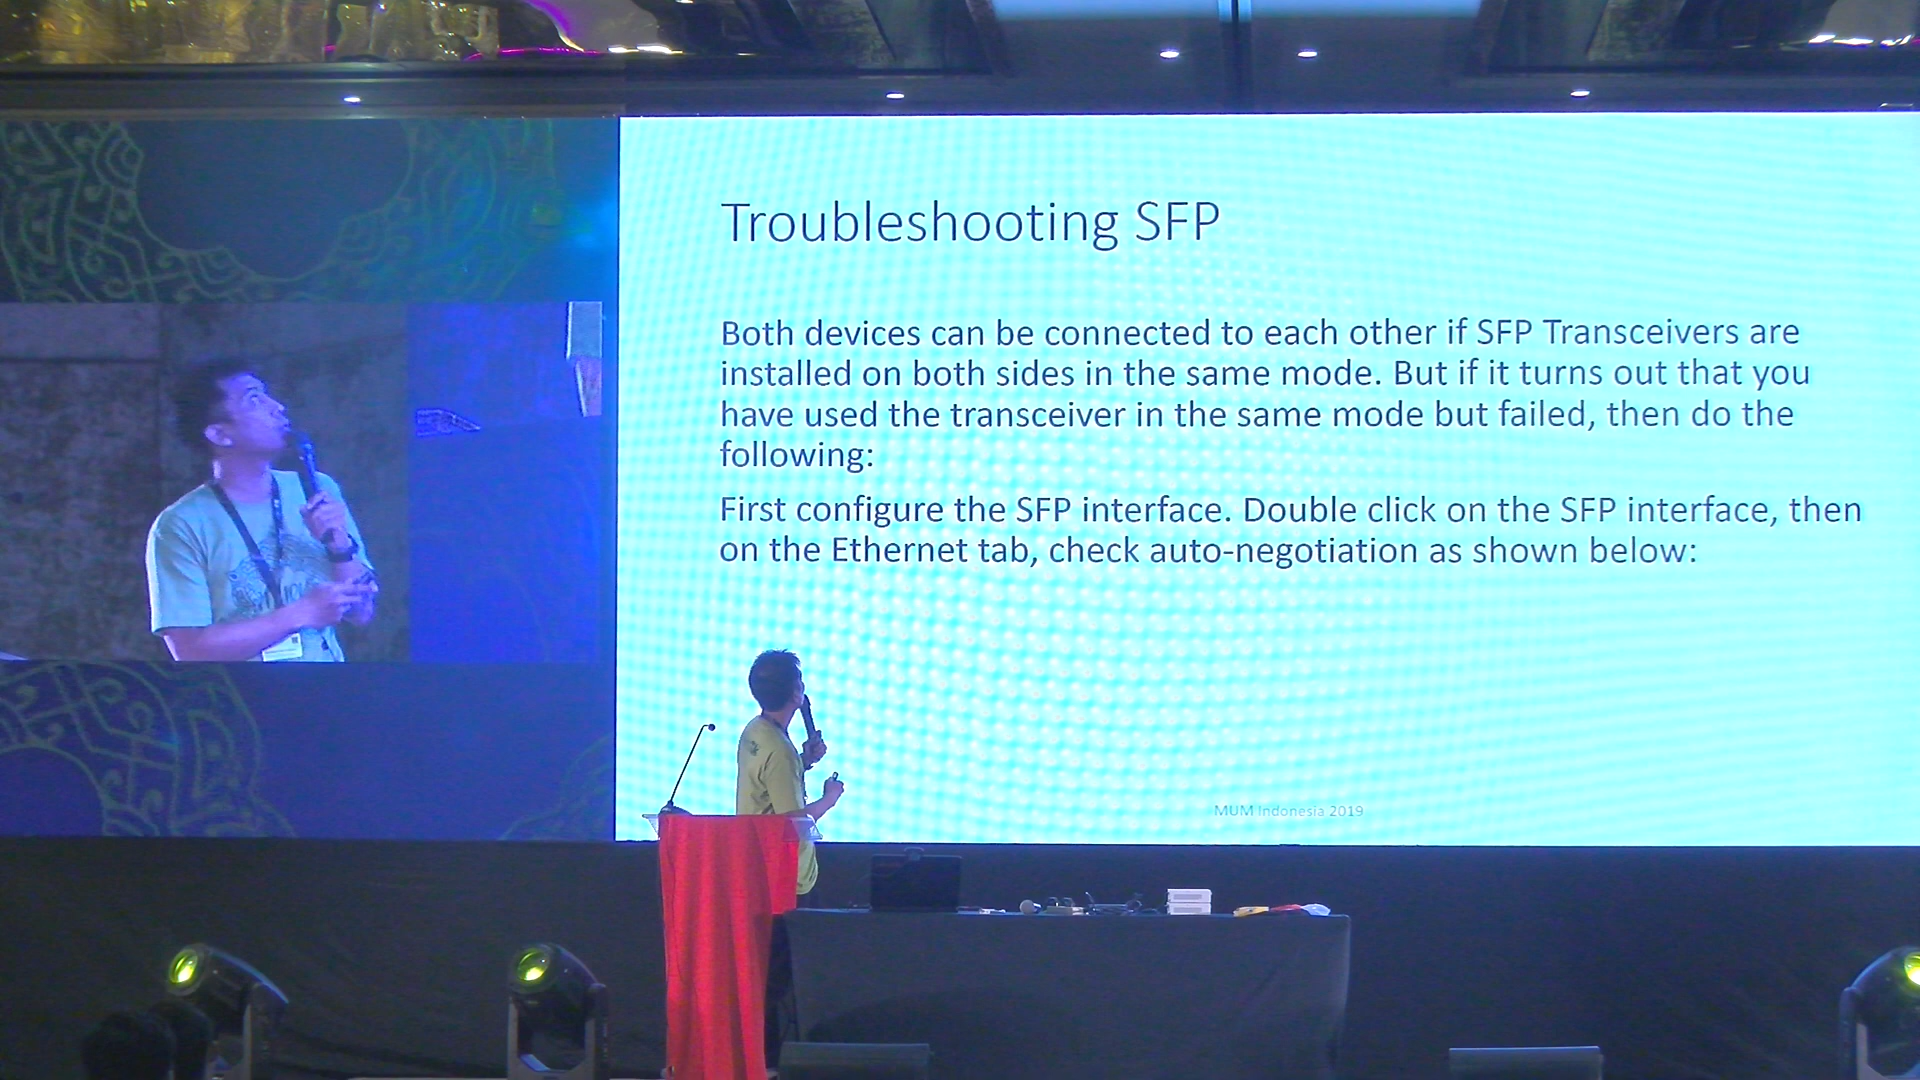 Troubleshooting SFP
Both devices can be connected to each other if SFP Transceivers are
installed on both sides in the same mode. But if it turns out that you
have used the transceiver in the same mode but failed, then do the
following:
First configure the SFP interface. Double click on the SFP interface, then
on the Ethernet tab, check auto-negotiation as shown below:
MUM Indonesia 2019